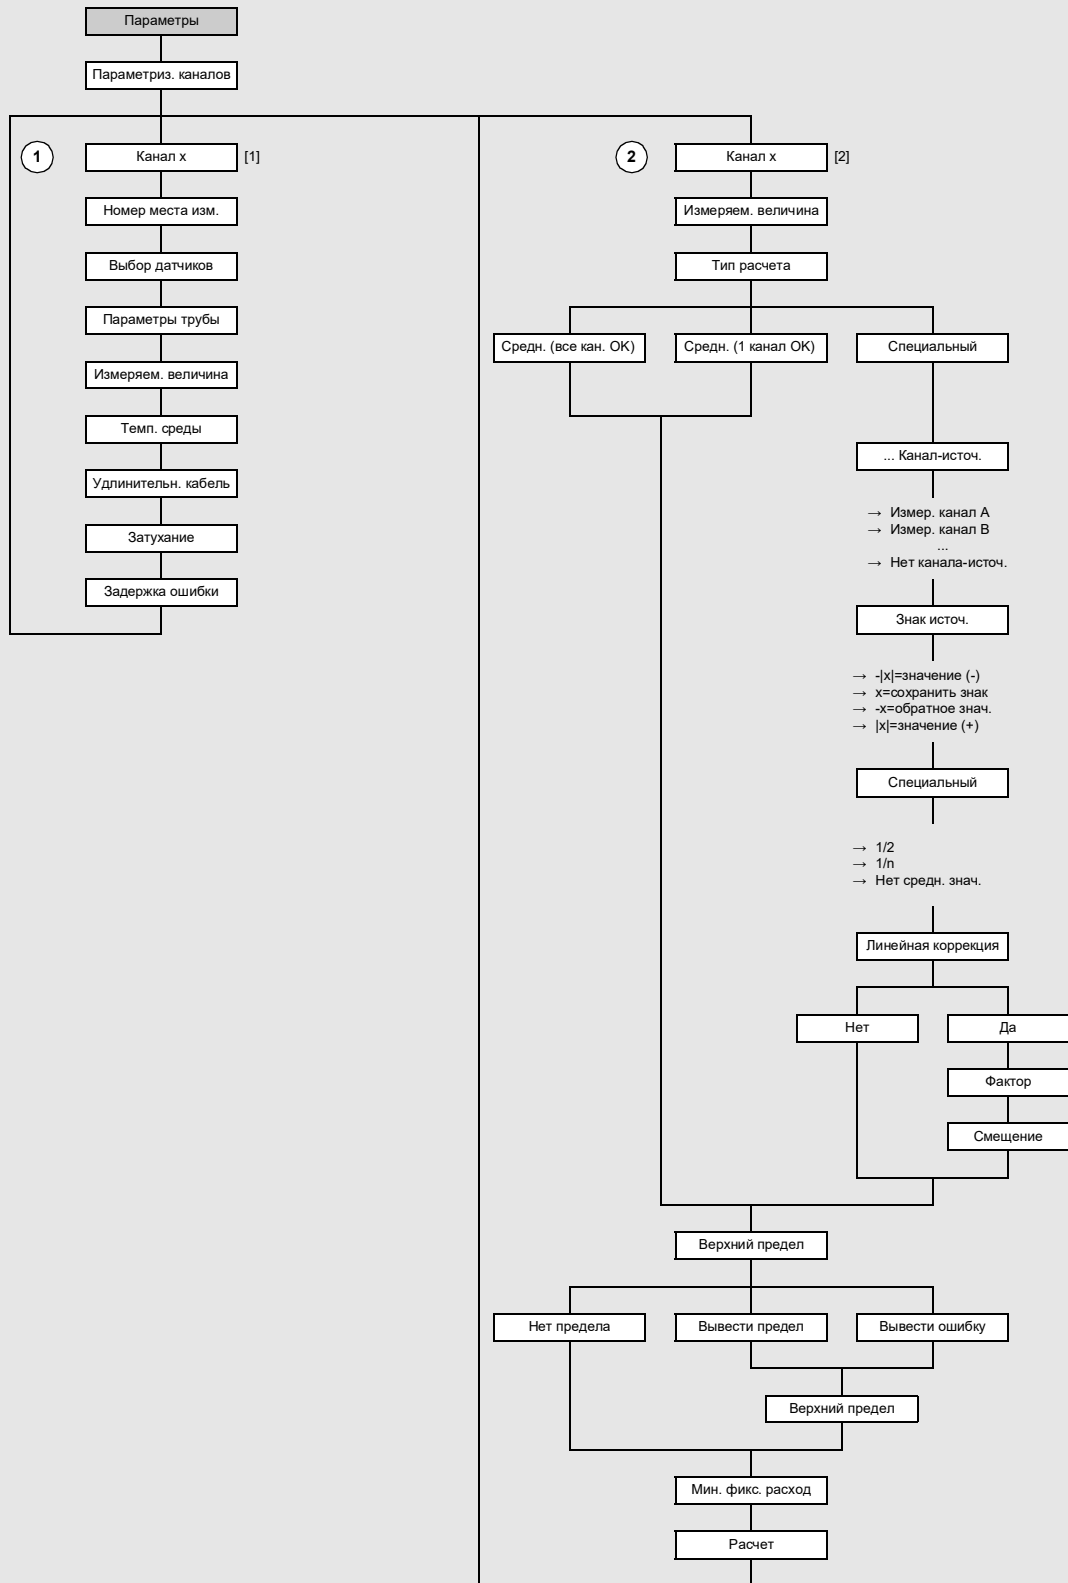 Параметры
Параметриз. каналов
1
Канал x
[1]
Номер места изм.
Выбор датчиков
Параметры трубы
Измеряем. величина
Темп. среды
Удлинительн. кабель
Затухание
Задержка ошибки
2
Канал x
[2]
Измеряем. величина
Тип расчета
Средн. (все кан. OK)
Средн. (1 канал OK)
Специальный
... Канал-источ.
→ Измер. канал A
→ Измер. канал B
...
→ Нет канала-источ.
Знак источ.
→ -|x|=значение (-)
→ x=сохранить знак
→ -x=обратное знач.
→ |x|=значение (+)
Специальный
→ 1/2
→ 1/n
→ Нет средн. знач.
Линейная коррекция
Нет
Да
Фактор
Смещение
Верхний предел
Нет предела
Вывести предел
Вывести ошибку
Верхний предел
Мин. фикс. расход
Расчет